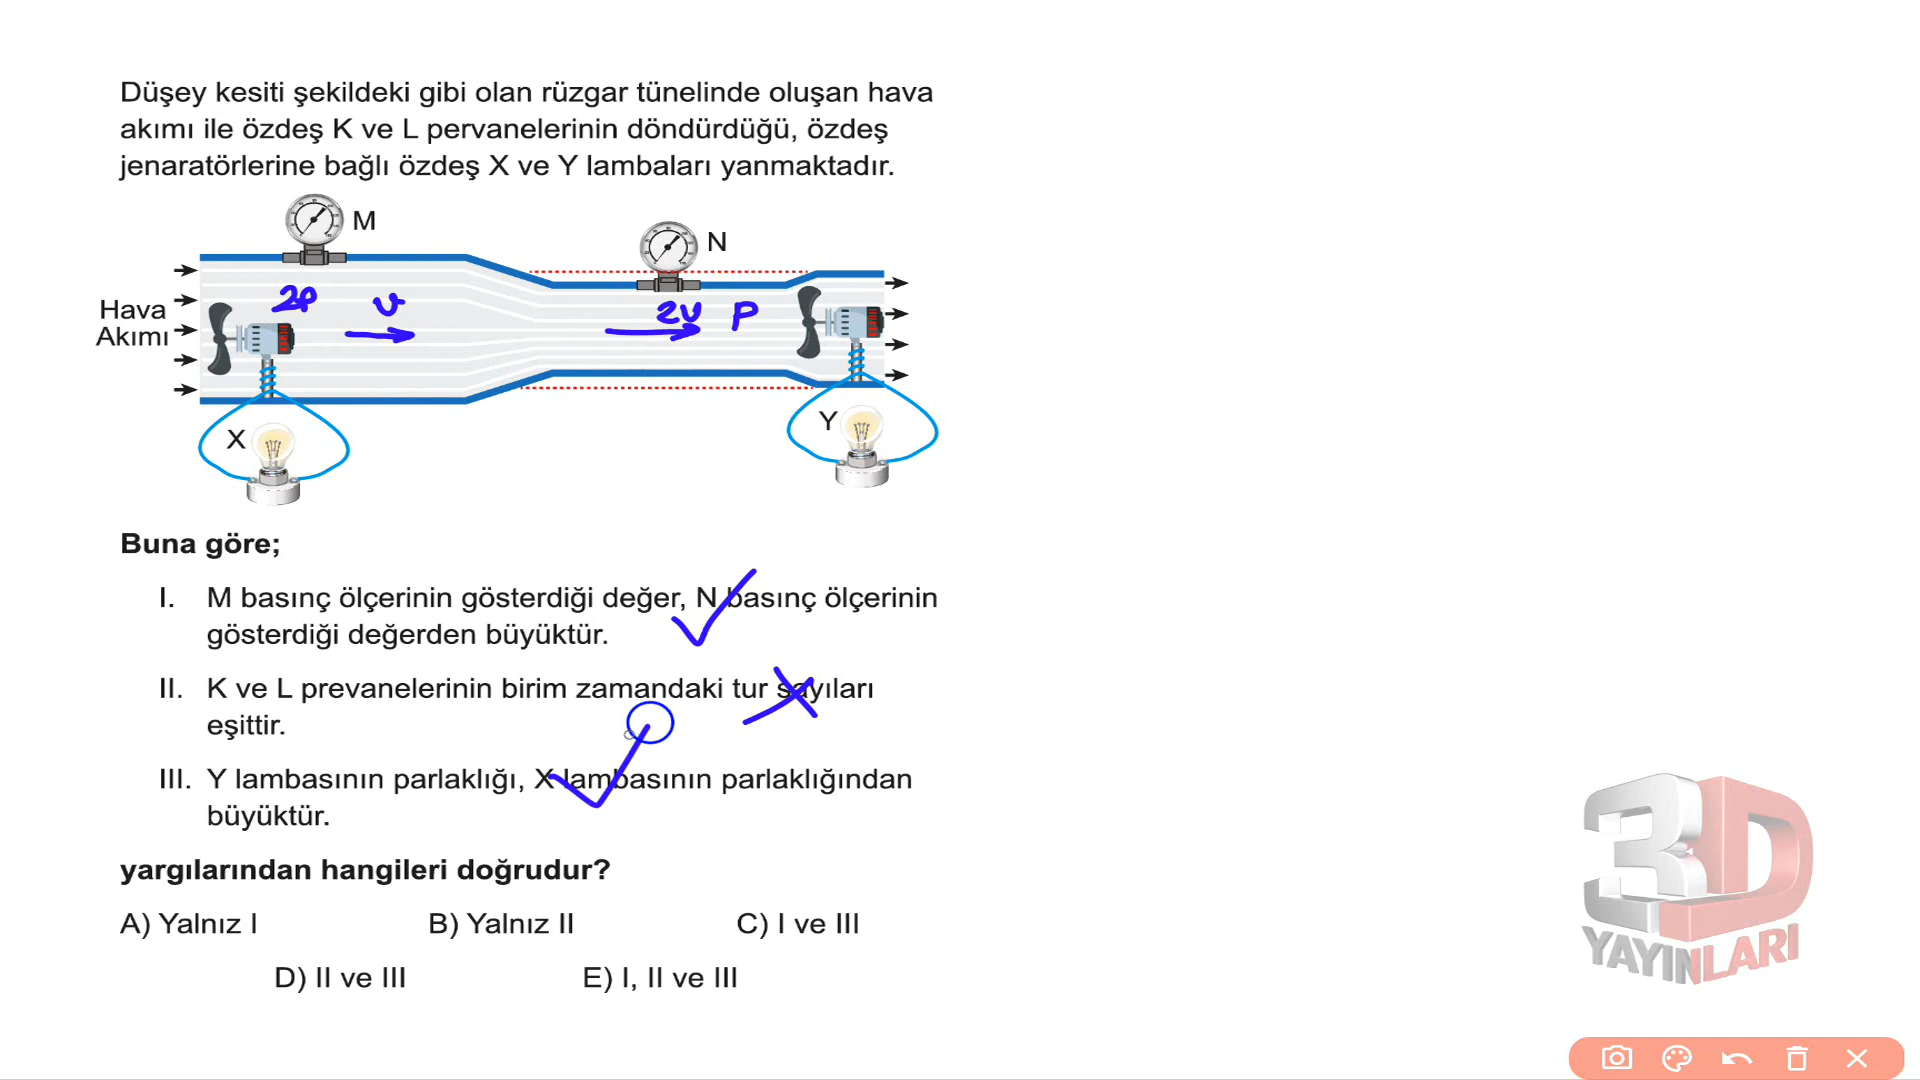 Düşey kesiti şekildeki gibi olan rüzgar tünelinde oluşan hava
akımı ile özdeş K ve L pervanelerinin döndürdüğü, özdeş
jenaratörlerine bağlı özdeş X ve Y lambaları yanmaktadır.
M
N
Hava
Akımı
2P
v
2v
P
X
Y
Buna göre;
I. M basınç ölçerinin gösterdiği değer, N basınç ölçerinin
gösterdiği değerden büyüktür.
II. K ve L prevanelerinin birim zamandaki tur sayıları
eşittir.
III. Y lambasının parlaklığı, X lambasının parlaklığından
büyüktür.
yargılarından hangileri doğrudur?
A) Yalnız I B) Yalnız II C) I ve III
D) II ve III E) I, II ve III
3D
YAYINLARI